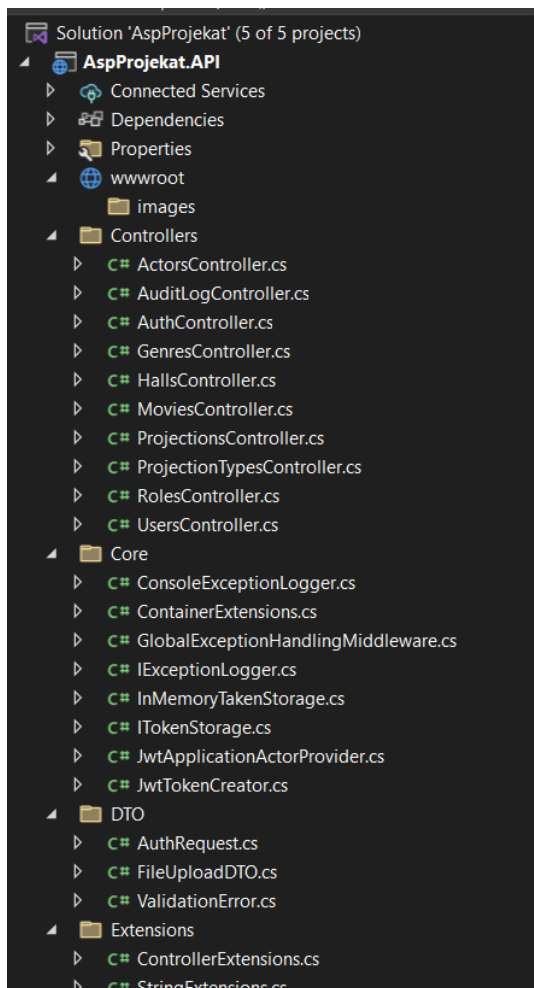 Solution 'AspProjekat' (5 of 5 projects)
AspProjekat.API
Connected Services
Dependencies
Properties
wwwroot
images
Controllers
C# ActorsController.cs
C# AuditLogController.cs
C# AuthController.cs
C# GenresController.cs
C# HallsController.cs
C# MoviesController.cs
C# ProjectionsController.cs
C# ProjectionTypesController.cs
C# RolesController.cs
C# UsersController.cs
Core
C# ConsoleExceptionLogger.cs
C# ContainerExtensions.cs
C# GlobalExceptionHandlingMiddleware.cs
C# IExceptionLogger.cs
C# InMemoryTakenStorage.cs
C# ITokenStorage.cs
C# JwtApplicationActorProvider.cs
C# JwtTokenCreator.cs
DTO
C# AuthRequest.cs
C# FileUploadDTO.cs
C# ValidationError.cs
Extensions
C# ControllerExtensions.cs
C# StringExtensions.cs